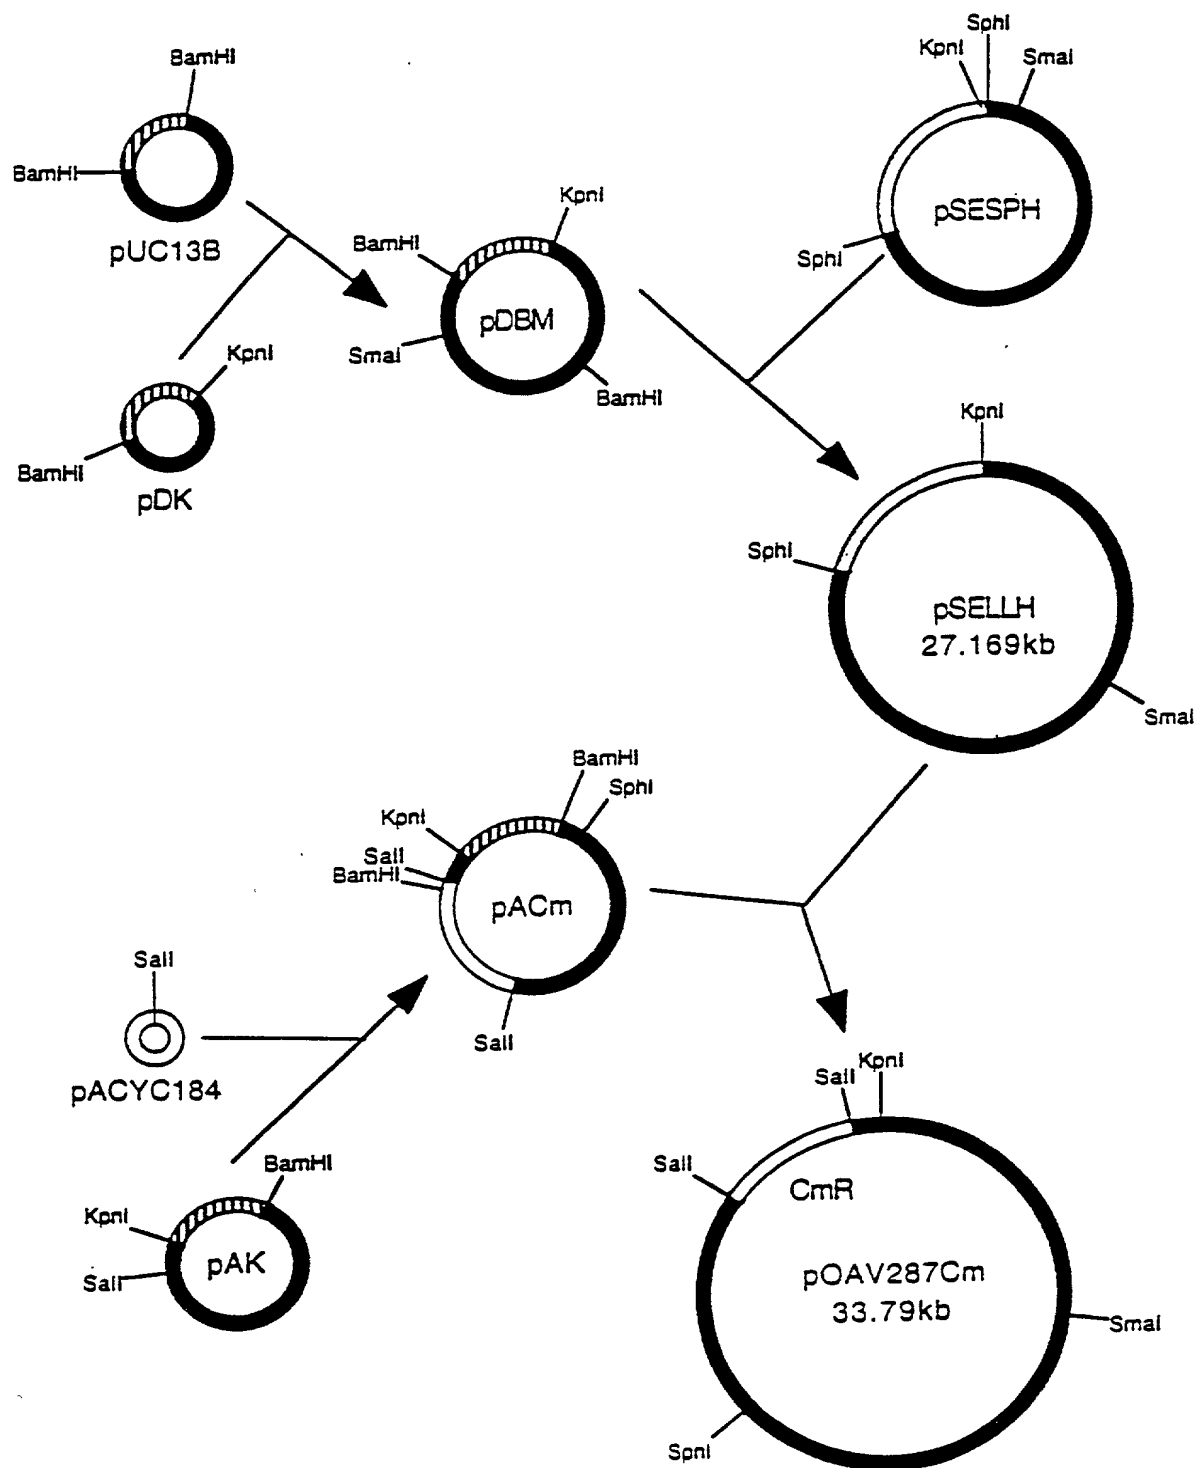 SphI
KpnI
SmaI
BamHI
BamHI
pUC13B
pSESPH
SphI
KpnI
BamHI
pDBM
SmaI
BamHI
KpnI
BamHI
pDK
KpnI
SphI
pSELLH
27.169kb
SmaI
BamHI
SphI
KpnI
SalI
BamHI
pACm
SalI
SalI
pACYC184
BamHI
KpnI
SalI
pAK
SalI
KpnI
SalI
CmR
pOAV287Cm
33.79kb
SmaI
SpnI